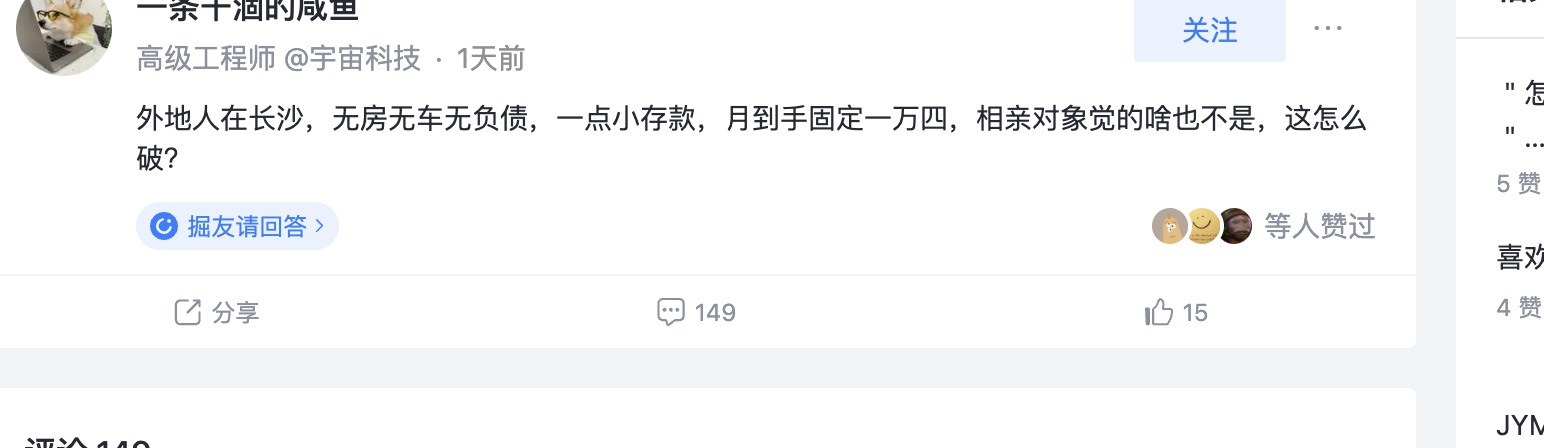 一条干涸的咸鱼
关注
高级工程师 @宇宙科技 · 1天前
外地人在长沙，无房无车无负债，一点小存款，月到手固定一万四，相亲对象觉的啥也不是，这怎么
破？
掘友请回答
等人赞过
分享
149
15
评论 149
" 怎
" ...
5 赞
喜欢
4 赞
JYM